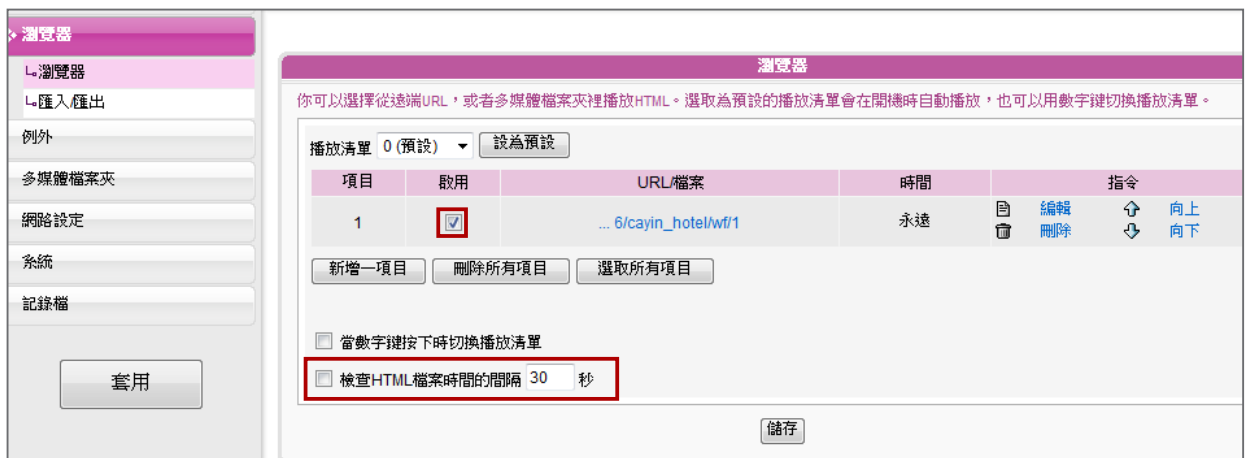 瀏覽器
瀏覽器
匯入/匯出
例外
多媒體檔案夾
網路設定
系統
記錄檔
套用
瀏覽器
你可以選擇從遠端URL，或者多媒體檔案夾裡播放HTML。選取為預設的播放清單會在開機時自動播放，也可以用數字鍵切換播放清單。
播放清單 0 (預設) 設為預設
項目 啟用 URL/檔案 時間 指令
1 ... 6/cayin_hotel/wf/1 永遠 編輯 向上
刪除 向下
新增一項目 刪除所有項目 選取所有項目
當數字鍵按下時切換播放清單
檢查HTML檔案時間的間隔 30 秒
儲存